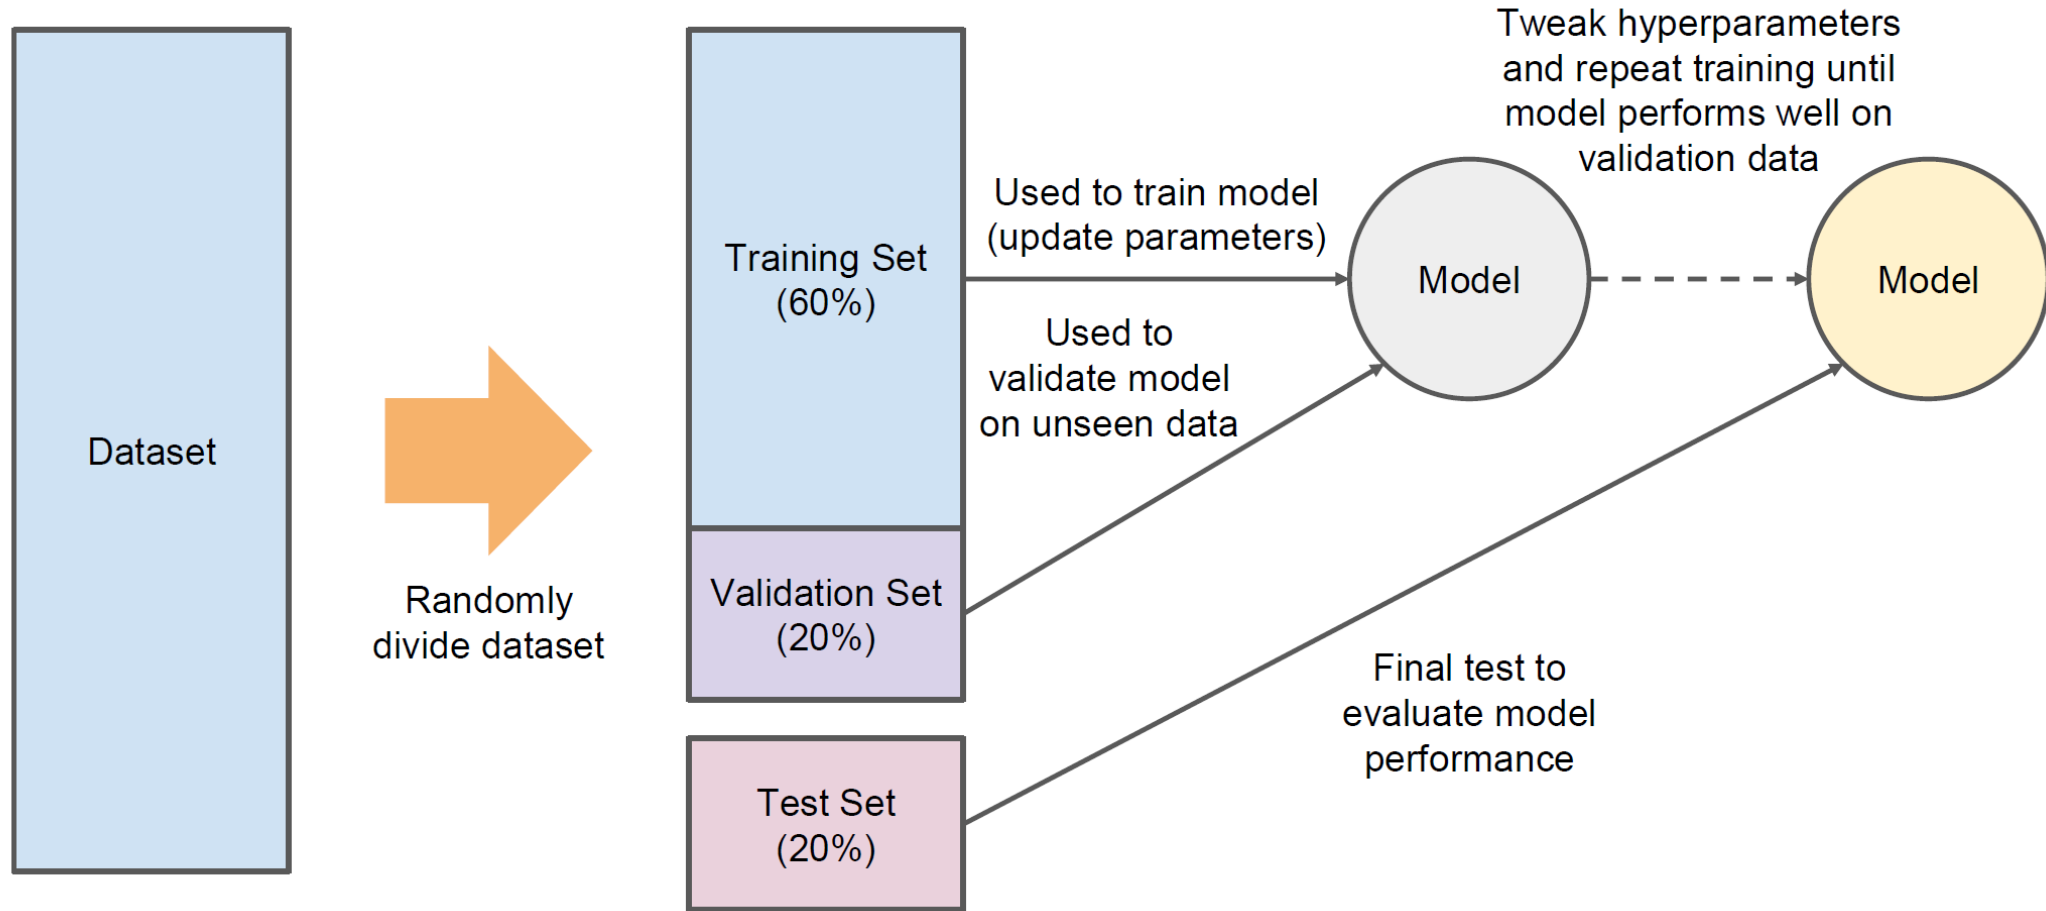 Dataset
Randomly
divide dataset
Training Set
(60%)
Validation Set
(20%)
Test Set
(20%)
Used to train model
(update parameters)
Used to
validate model
on unseen data
Model
Tweak hyperparameters
and repeat training until
model performs well on
validation data
Model
Final test to
evaluate model
performance